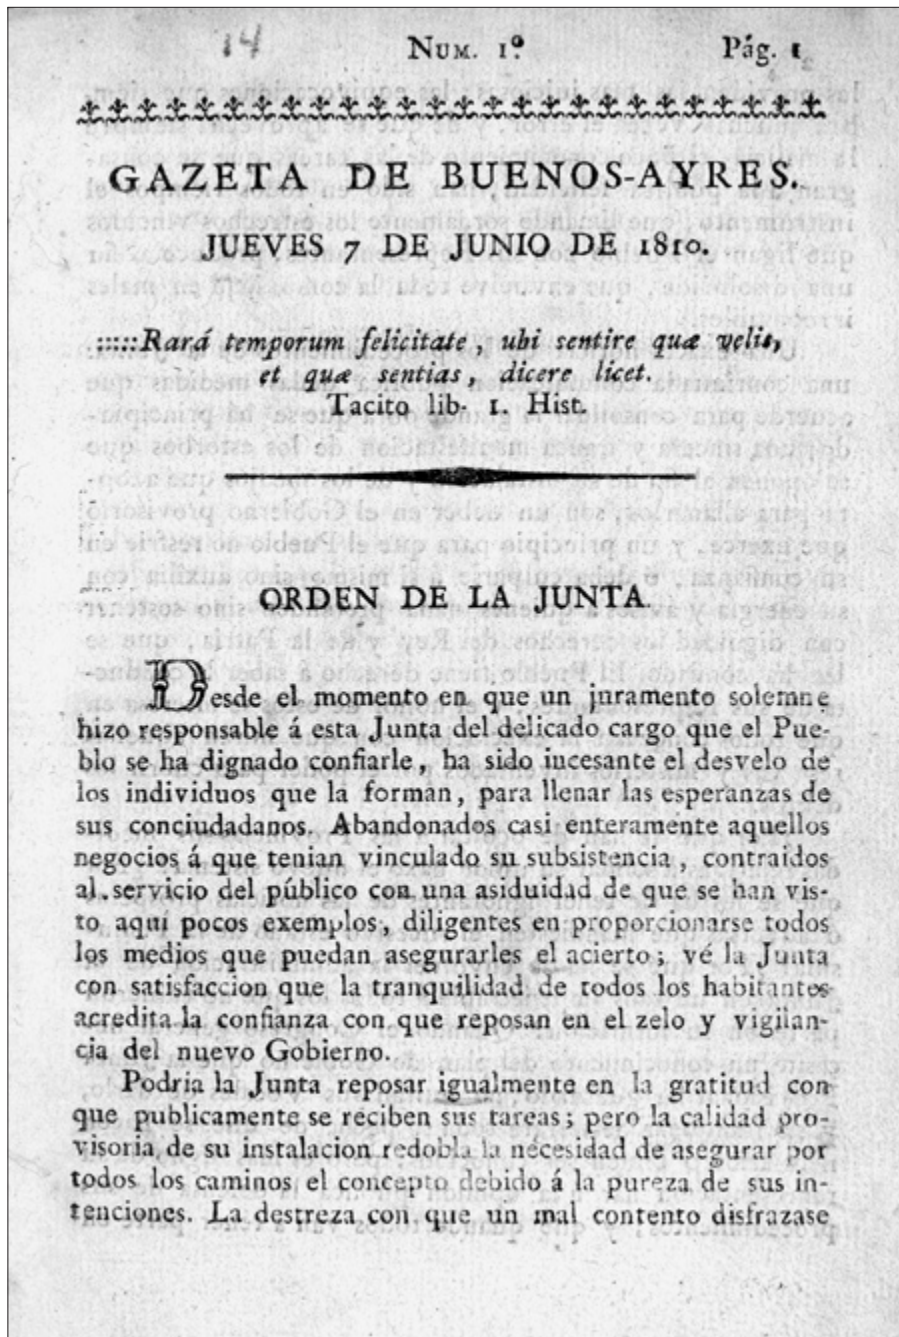 14
NUM. 1º Pág. 1
GAZETA DE BUENOS-AYRES.
JUEVES 7 DE JUNIO DE 1810.
:::::Rará temporum felicitate, ubi sentire quæ velis,
et quæ sentias, dicere licet.
Tacito lib. 1. Hist.
ORDEN DE LA JUNTA.
Desde el momento en que un juramento solemne
hizo responsable á esta Junta del delicado cargo que el Pue-
blo se ha dignado confiarle, ha sido incesante el desvelo de
los individuos que la forman, para llenar las esperanzas de
sus conciudadanos. Abandonados casi enteramente aquellos
negocios á que tenian vinculado su subsistencia, contraidos
al servicio del público con una asiduidad de que se han vis-
to aquí pocos exemplos, diligentes en proporcionarse todos
los medios que puedan asegurarles el acierto; vé la Junta
con satisfaccion que la tranquilidad de todos los habitantes
acredita la confianza con que reposan en el zelo y vigilan-
cia del nuevo Gobierno.
Podria la Junta reposar igualmente en la gratitud con
que publicamente se reciben sus tareas; pero la calidad pro-
visoria de su instalacion redobla la necesidad de asegurar por
todos los caminos el concepto debido á la pureza de sus in-
tenciones. La destreza con que un mal contento disfrazase